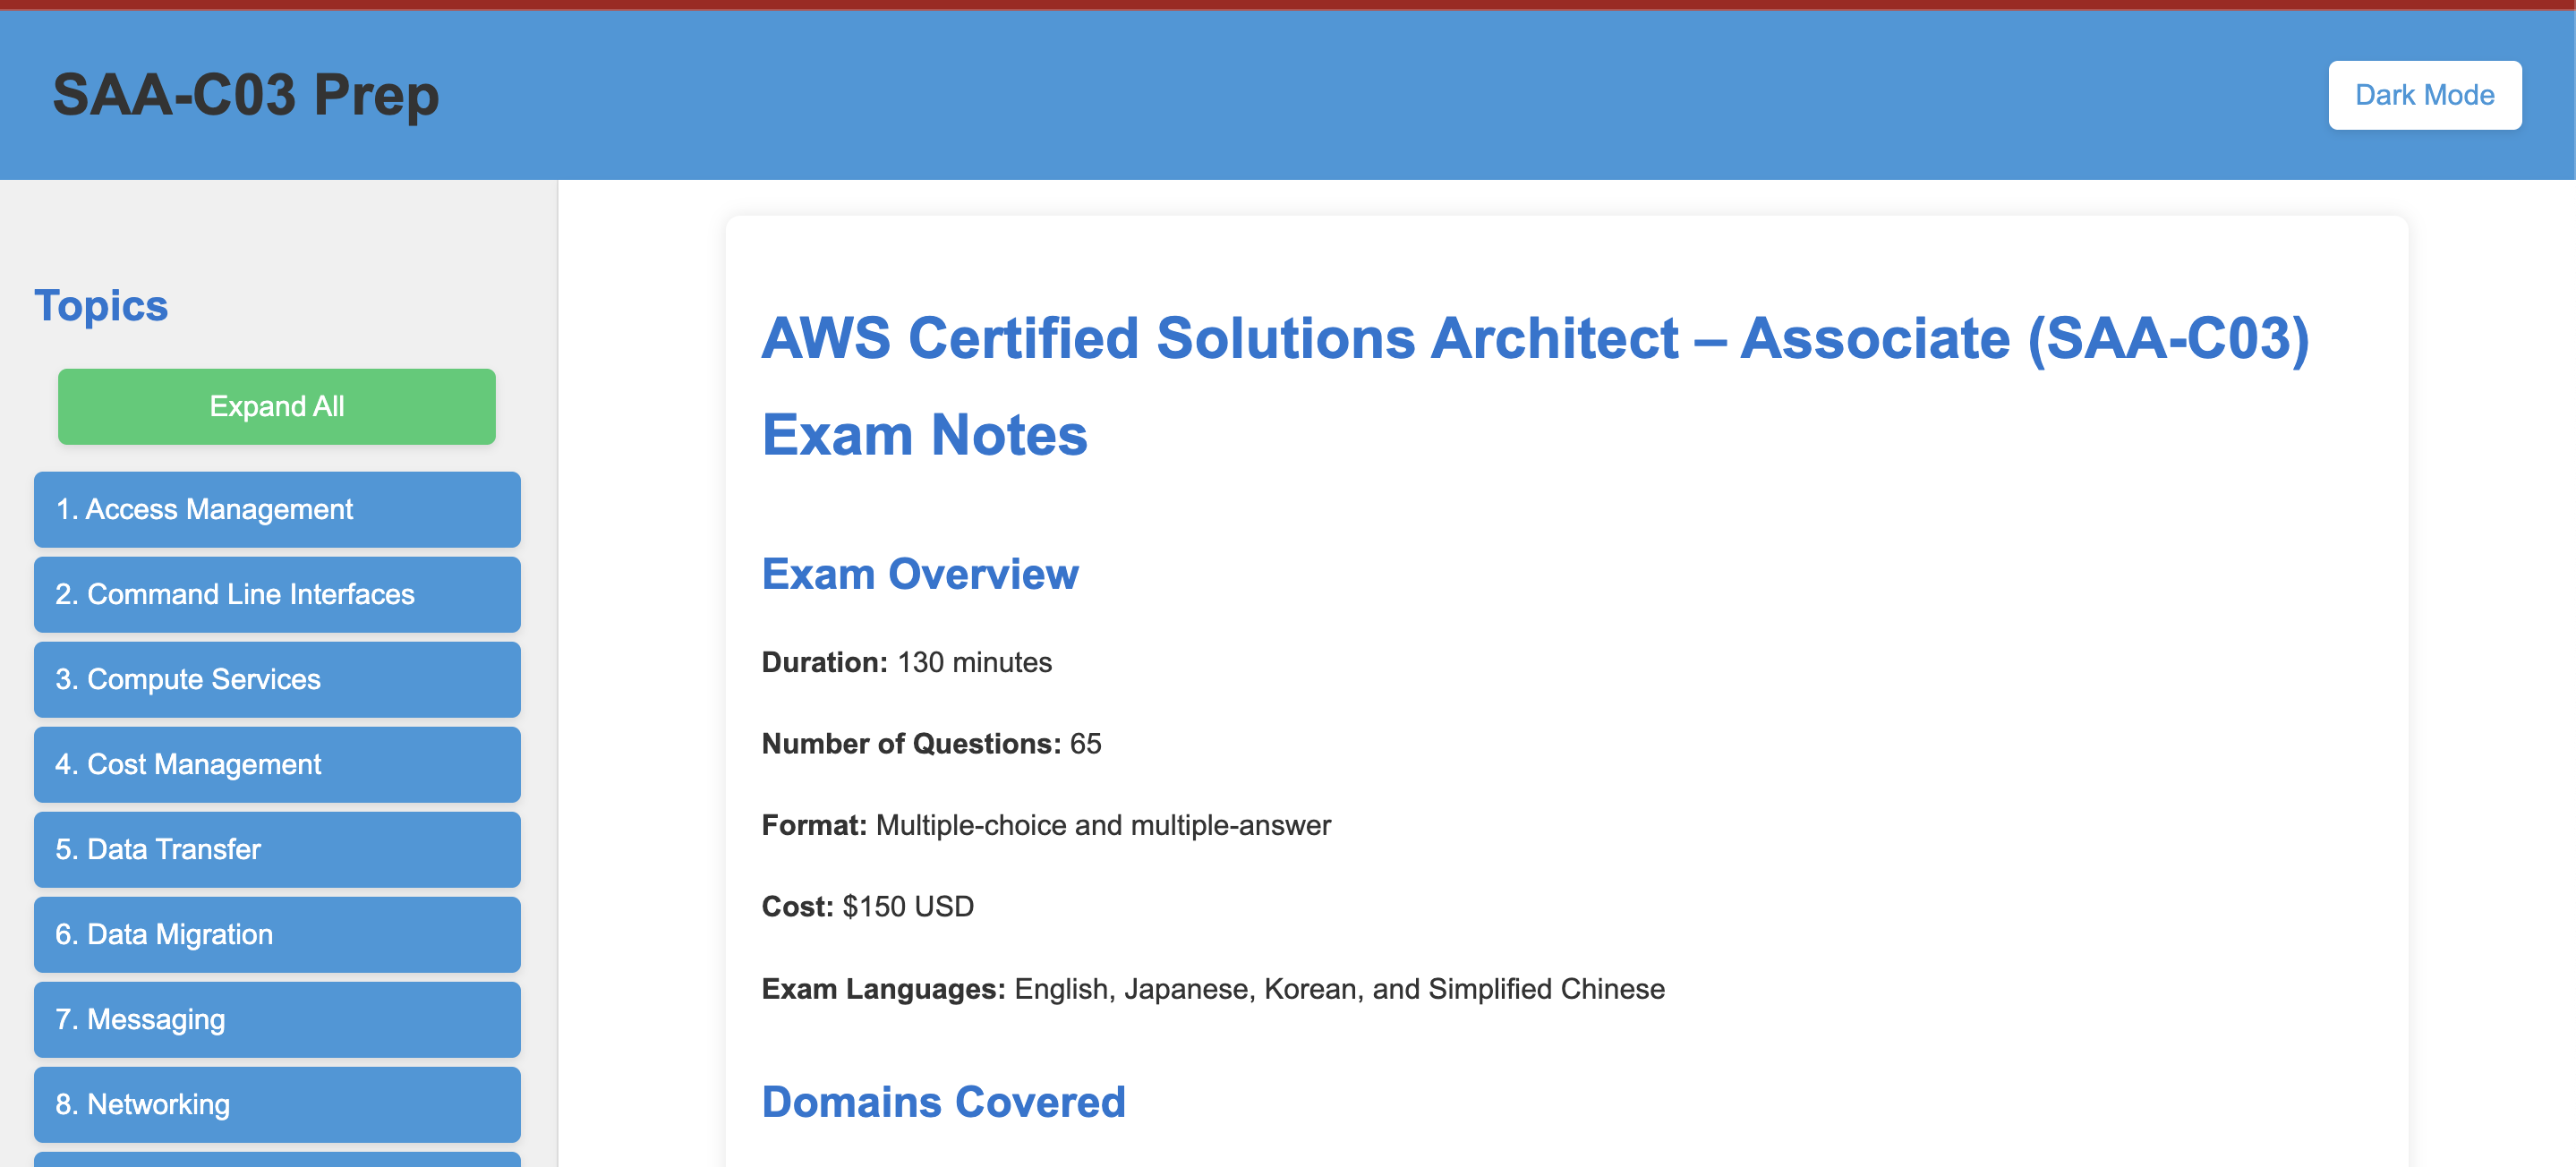 SAA-C03 Prep
Dark Mode
Topics
Expand All
1. Access Management
2. Command Line Interfaces
3. Compute Services
4. Cost Management
5. Data Transfer
6. Data Migration
7. Messaging
8. Networking
AWS Certified Solutions Architect – Associate (SAA-C03)
Exam Notes
Exam Overview
Duration: 130 minutes
Number of Questions: 65
Format: Multiple-choice and multiple-answer
Cost: $150 USD
Exam Languages: English, Japanese, Korean, and Simplified Chinese
Domains Covered